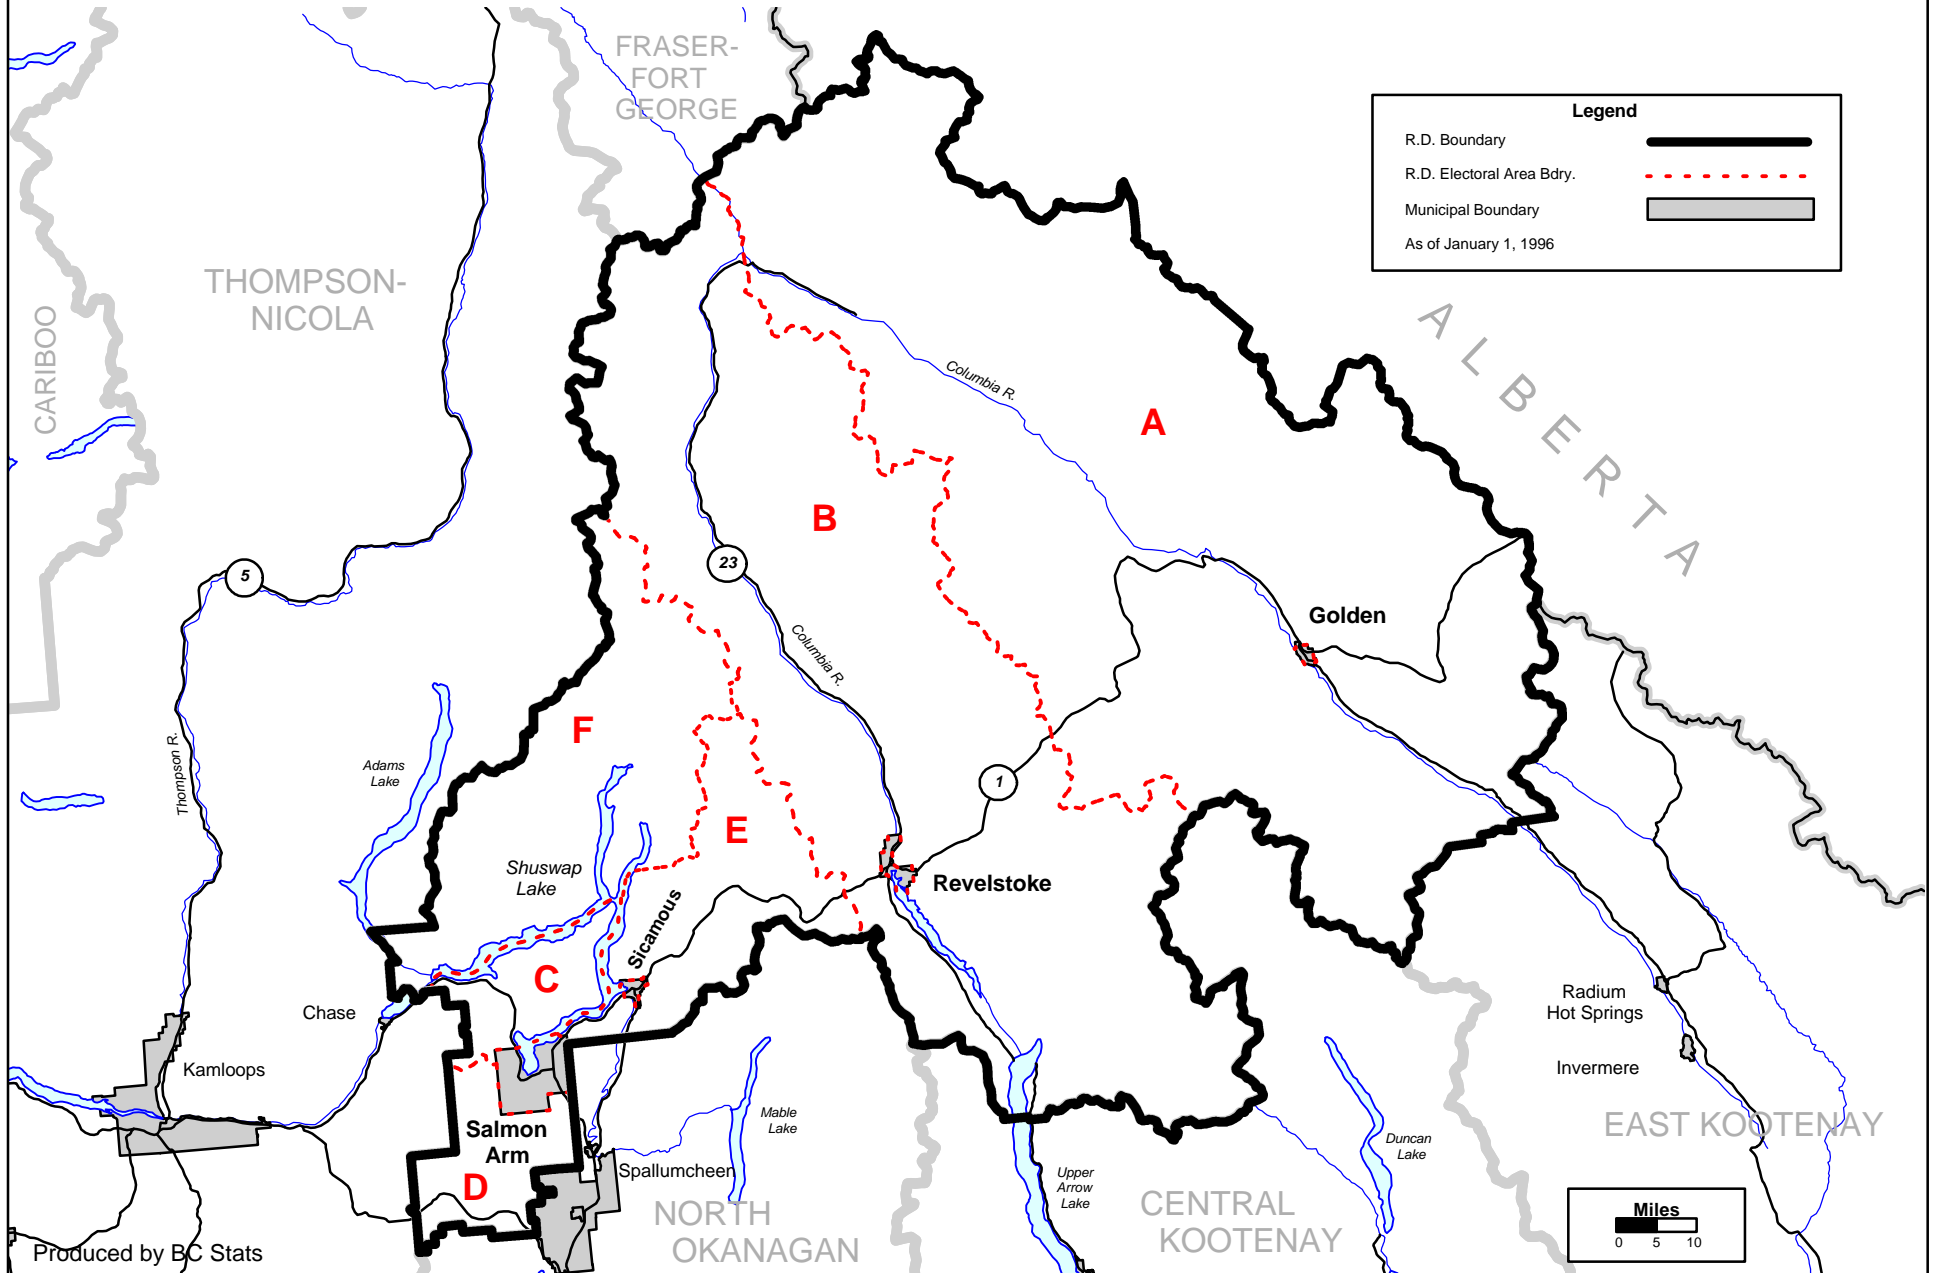 FRASER-
FORT
GEORGE
Legend
R.D. Boundary
R.D. Electoral Area Bdry.
Municipal Boundary
As of January 1, 1996
THOMPSON-
NICOLA
CARIBOO
ALBERTA
Columbia R.
A
B
5
23
Golden
Columbia R.
F
Thompson R.
Adams
Lake
1
E
Shuswap
Lake
Revelstoke
Sicamous
C
Chase
Radium
Hot Springs
Kamloops
Invermere
Mable
Lake
Salmon
Arm
Duncan
Lake
EAST KOOTENAY
D
Spallumcheen
Upper
Arrow
Lake
NORTH
OKANAGAN
CENTRAL
KOOTENAY
Miles
0 5 10
Produced by BC Stats